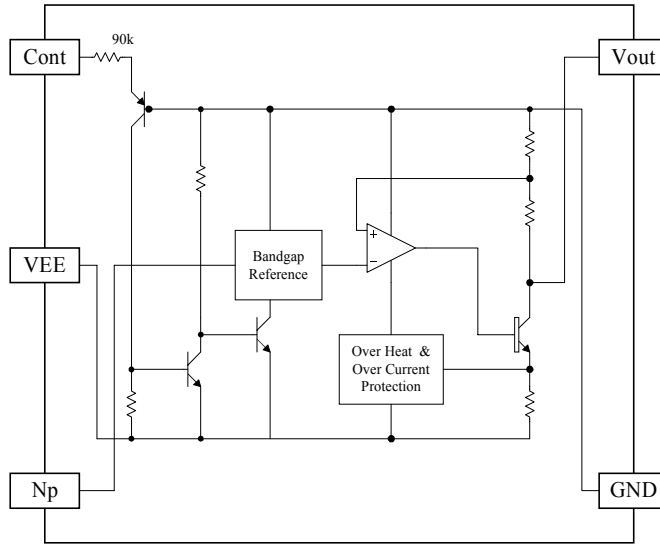 90k
Cont
Vout
VEE
Bandgap
Reference
+
−
Over Heat &
Over Current
Protection
Np
GND